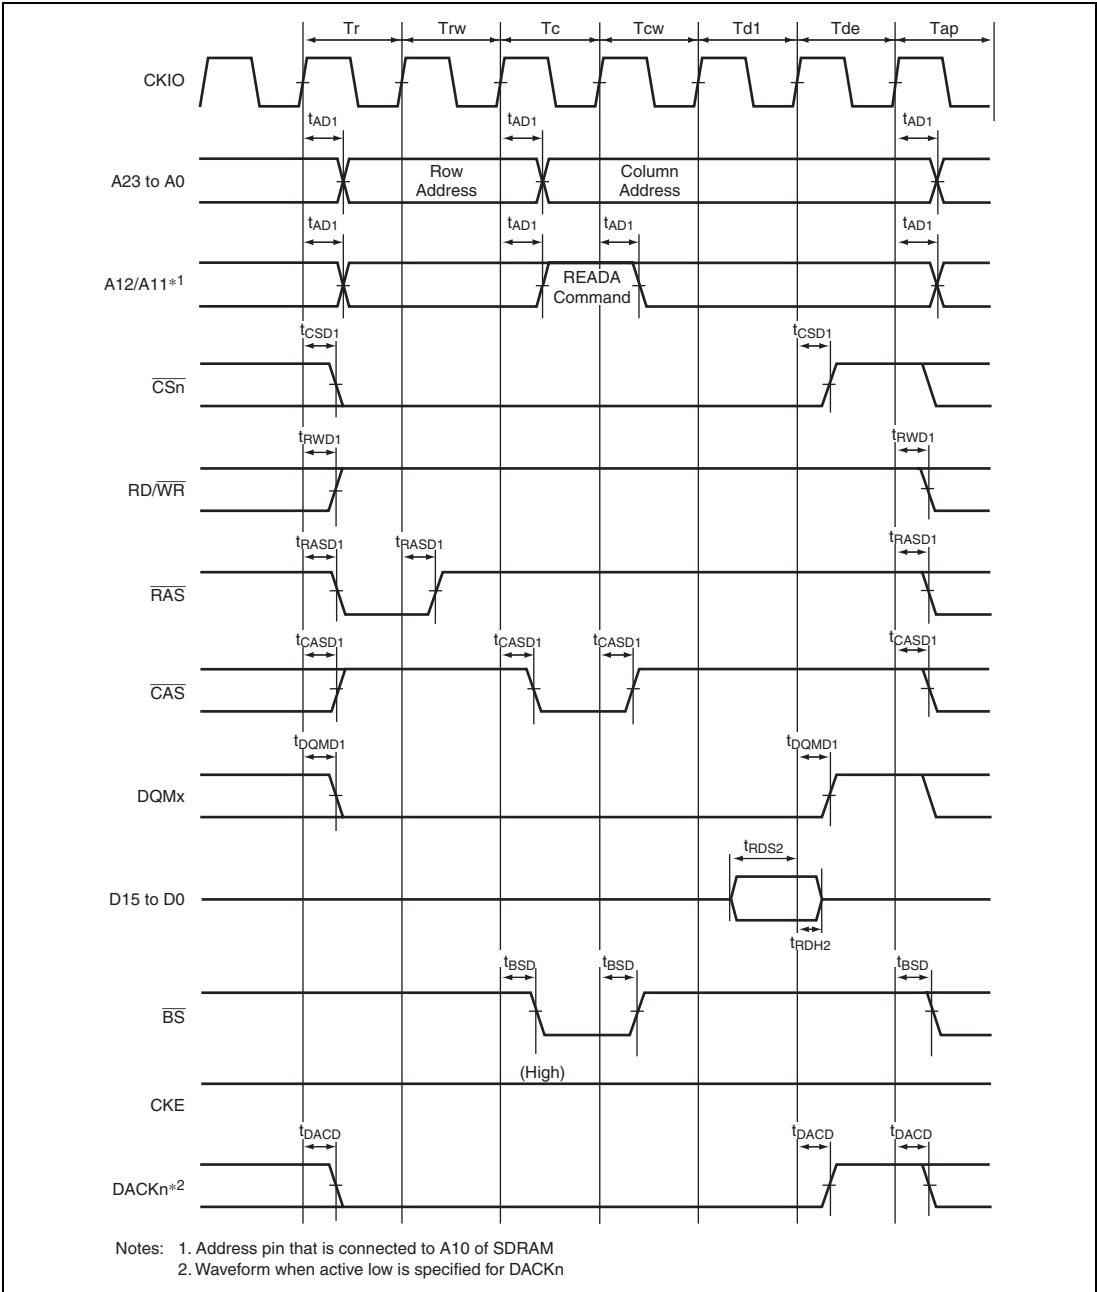 Tr Trw Tc Tcw Td1 Tde Tap
CKIO
tAD1 tAD1 tAD1
A23 to A0
Row Address
Column Address
tAD1 tAD1 tAD1 tAD1
A12/A11*1
READA Command
tCSD1 tCSD1
CSn
tRWD1 tRWD1
RD/WR
tRASD1 tRASD1 tRASD1
RAS
tCASD1 tCASD1 tCASD1 tCASD1
CAS
tDQMD1 tDQMD1
DQMx
tRDS2
D15 to D0
tRDH2
tBSD tBSD tBSD
BS
(High)
CKE
tDACD tDACD tDACD
DACKn*2
Notes: 1. Address pin that is connected to A10 of SDRAM
2. Waveform when active low is specified for DACKn